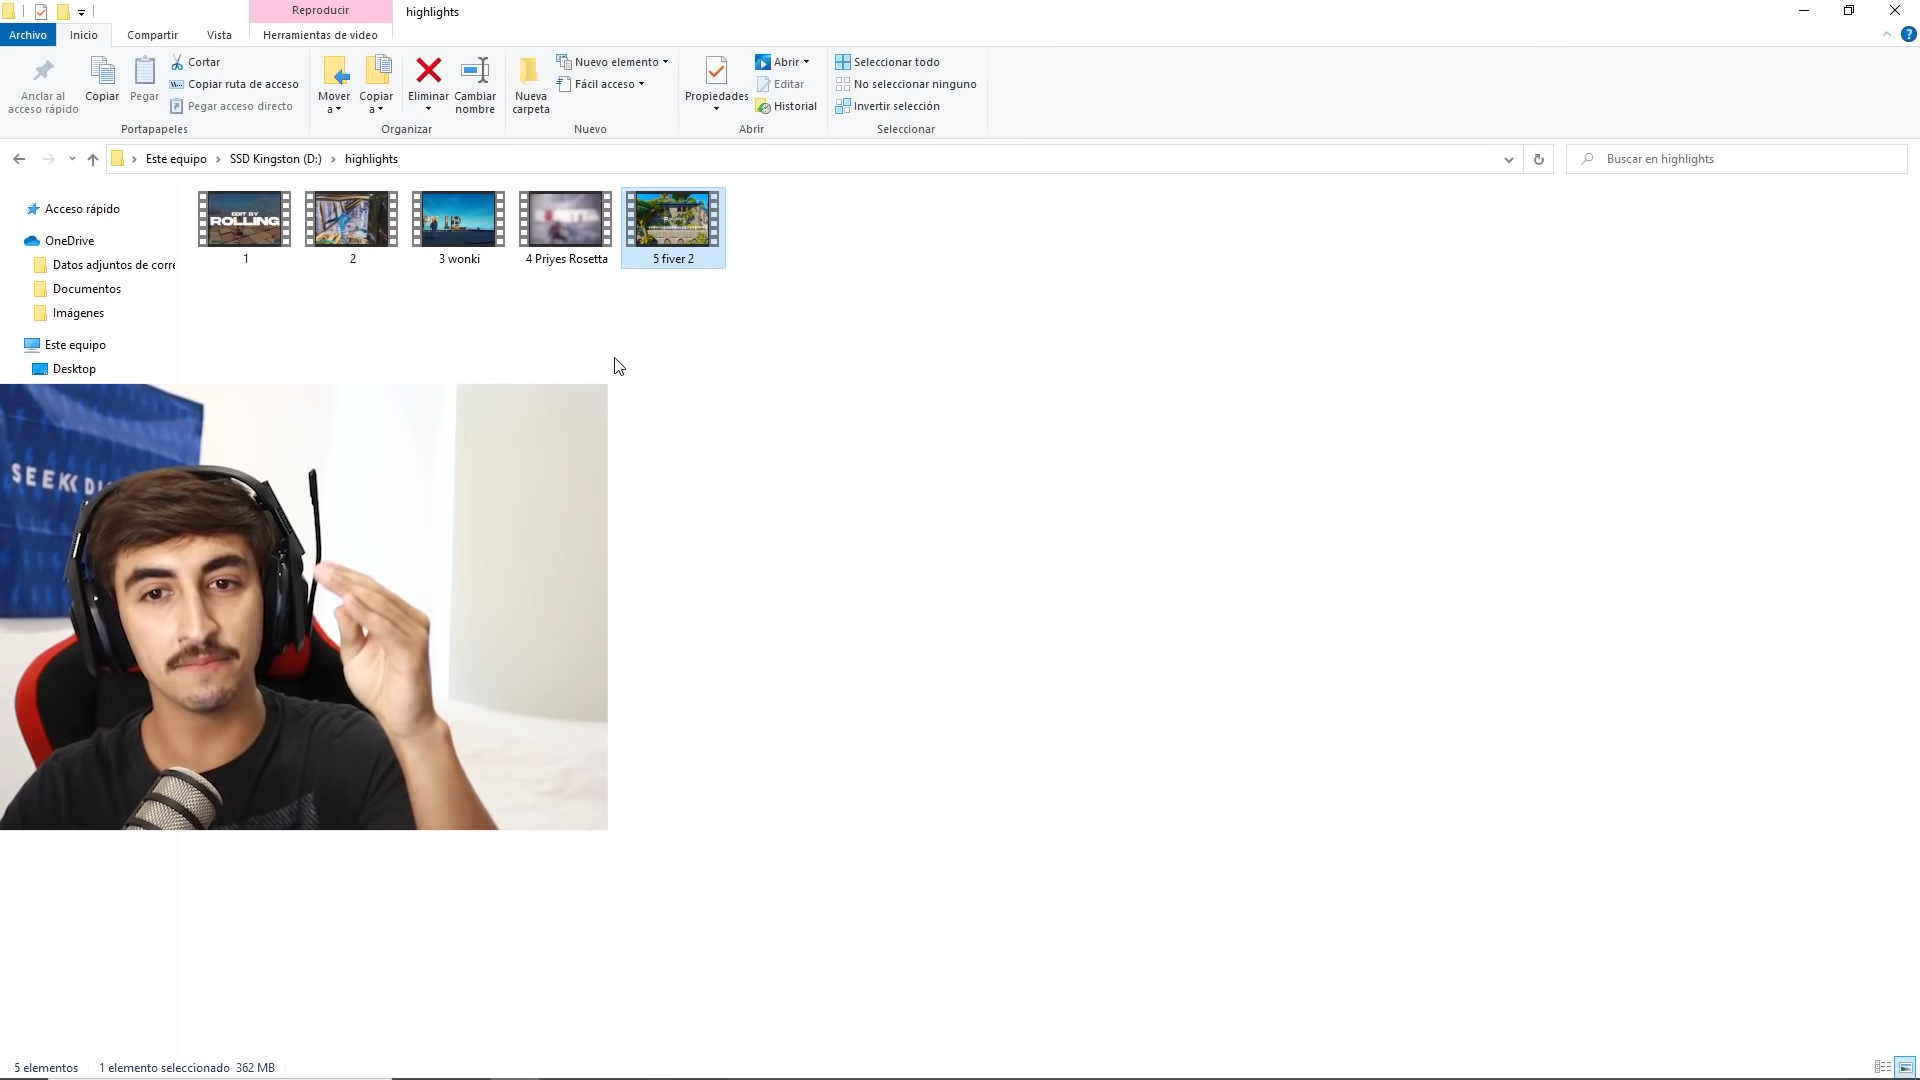 Reproducir
highlights
Archivo
Inicio
Compartir
Vista
Herramientas de video
Anclar al
acceso rápido
Copiar
Pegar
Cortar
Copiar ruta de acceso
Pegar acceso directo
Portapapeles
Mover
a
Copiar
a
Eliminar
Cambiar
nombre
Organizar
Nueva
carpeta
Nuevo elemento
Fácil acceso
Nuevo
Propiedades
Abrir
Editar
Historial
Abrir
Seleccionar todo
No seleccionar ninguno
Invertir selección
Seleccionar
Este equipo > SSD Kingston (D:) > highlights
Buscar en highlights
Acceso rápido
OneDrive
Datos adjuntos de corre
Documentos
Imágenes
Este equipo
Desktop
EDIT BY
ROLLING
1
2
3 wonki
4 Priyes Rosetta
5 fiver 2
SEEK DI
5 elementos
1 elemento seleccionado 362 MB